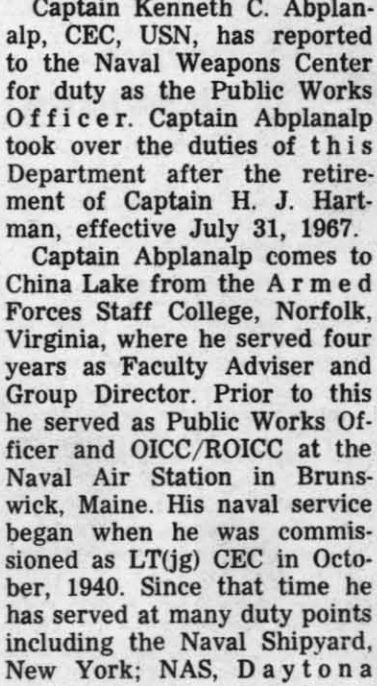 Captain Kenneth C. Abplan-
alp, CEC, USN, has reported
to the Naval Weapons Center
for duty as the Public Works
Officer. Captain Abplanalp
took over the duties of this
Department after the retire-
ment of Captain H. J. Hart-
man, effective July 31, 1967.
Captain Abplanalp comes to
China Lake from the Armed
Forces Staff College, Norfolk,
Virginia, where he served four
years as Faculty Adviser and
Group Director. Prior to this
he served as Public Works Of-
ficer and OICC/ROICC at the
Naval Air Station in Bruns-
wick, Maine. His naval service
began when he was commis-
sioned as LT(jg) CEC in Octo-
ber, 1940. Since that time he
has served at many duty points
including the Naval Shipyard,
New York; NAS, Daytona